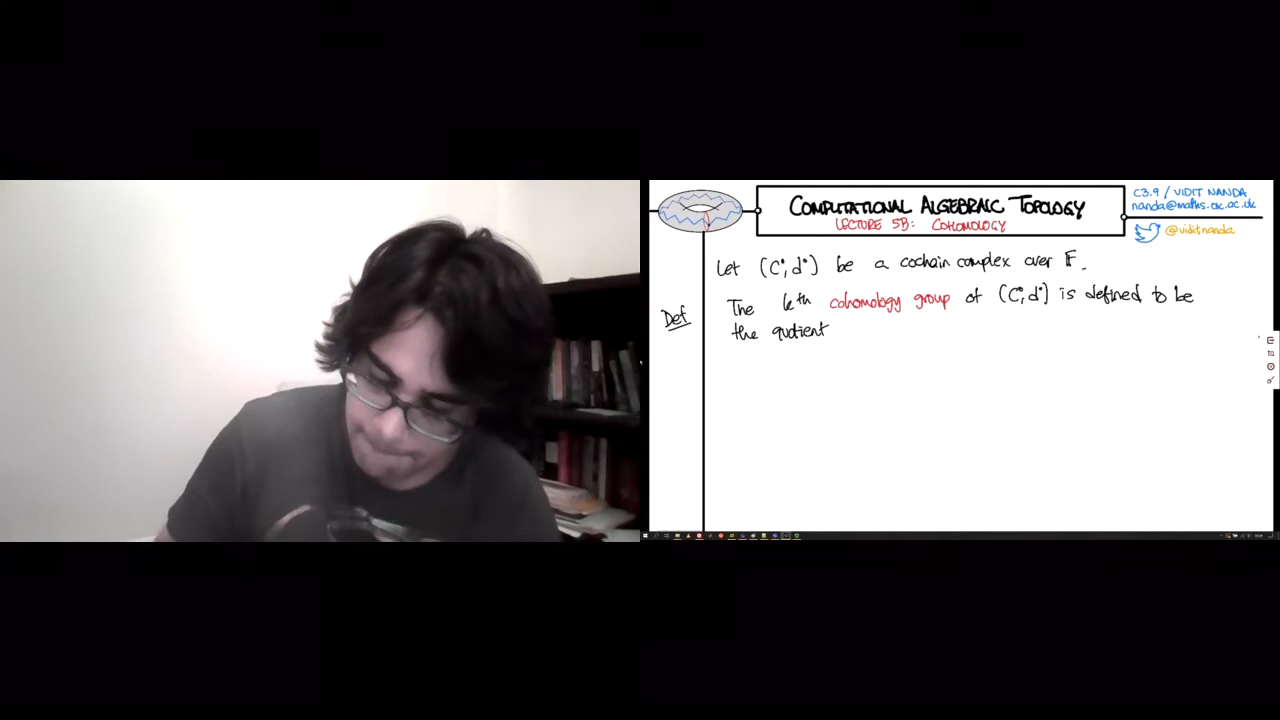 COMPUTATIONAL ALGEBRAIC TOPOLOGY
LECTURE 5B: COHOMOLOGY
C3.9 / VIDIT NANDA
nanda@maths.ox.ac.uk
@viditnanda
Let (C•, d•) be a cochain complex over F.
Def
The kth cohomology group of (C•, d•) is defined to be
the quotient